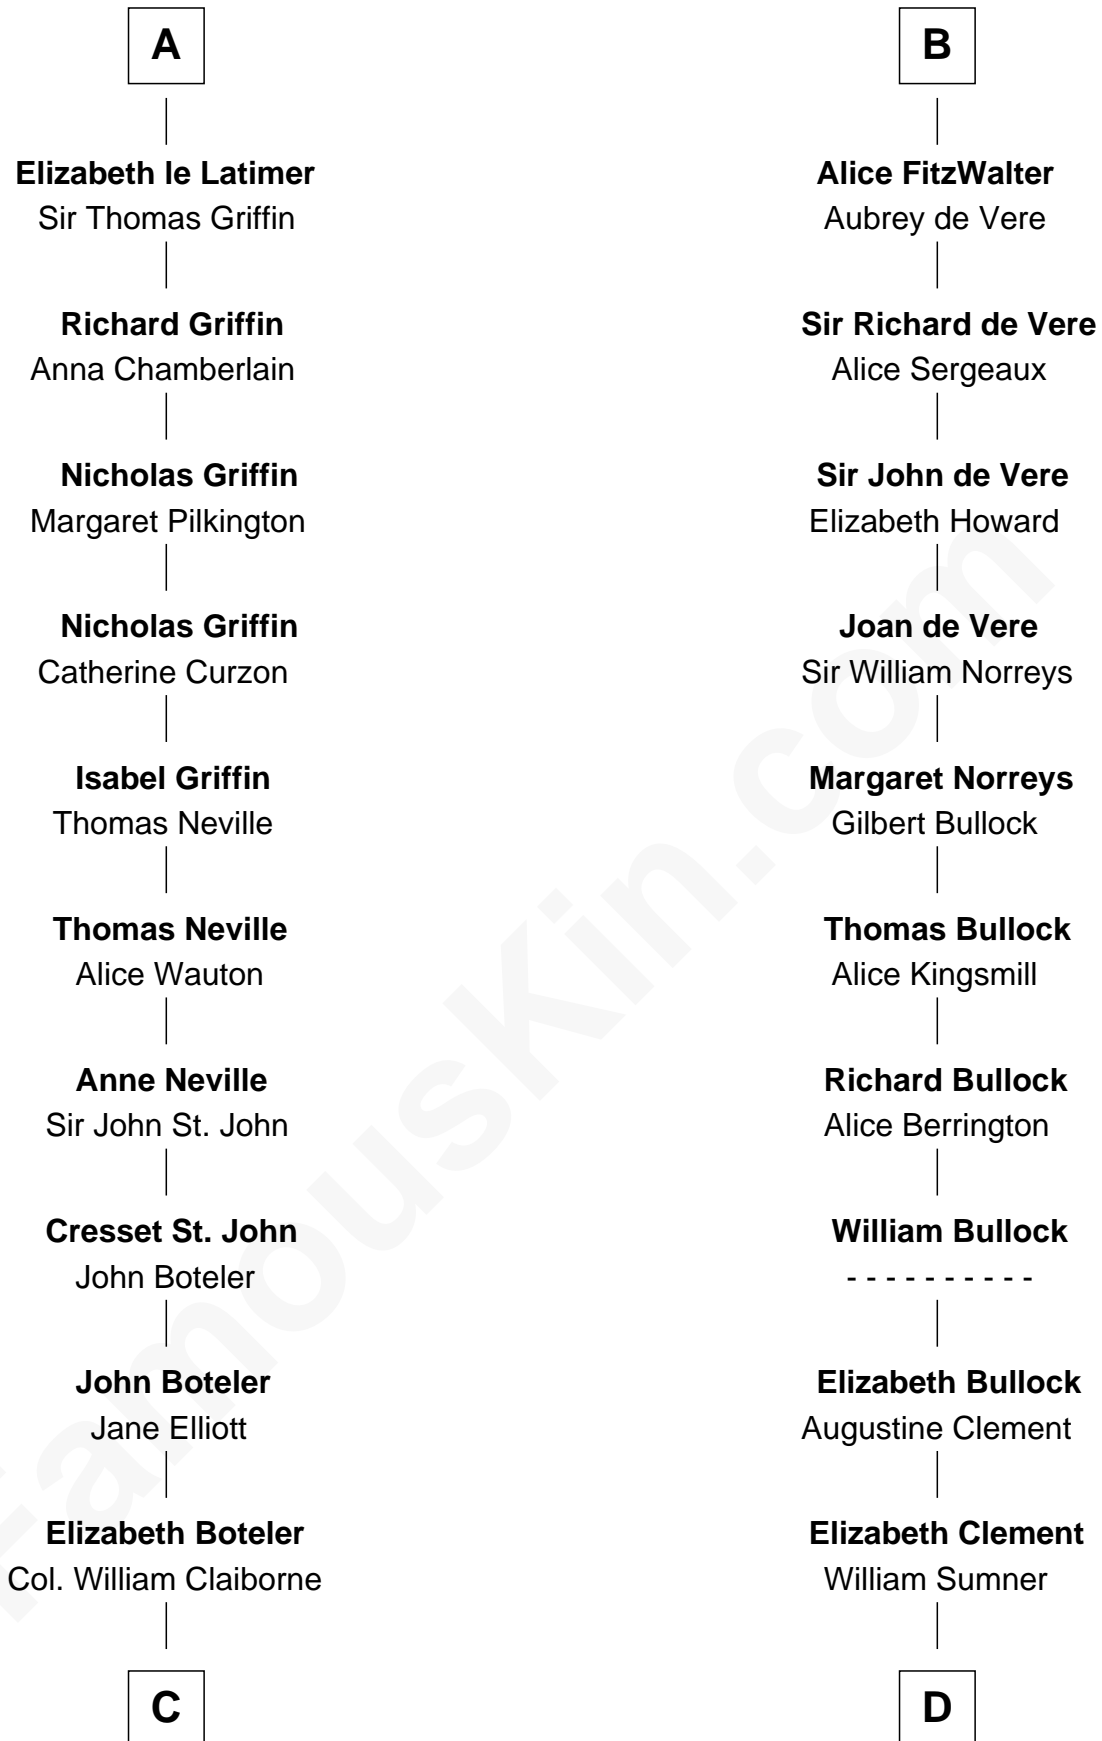 A
Elizabeth le Latimer
Sir Thomas Griffin
Richard Griffin
Anna Chamberlain
Nicholas Griffin
Margaret Pilkington
Nicholas Griffin
Catherine Curzon
Isabel Griffin
Thomas Neville
Thomas Neville
Alice Wauton
Anne Neville
Sir John St. John
Cresset St. John
John Boteler
John Boteler
Jane Elliott
Elizabeth Boteler
Col. William Claiborne
C
B
Alice FitzWalter
Aubrey de Vere
Sir Richard de Vere
Alice Sergeaux
Sir John de Vere
Elizabeth Howard
Joan de Vere
Sir William Norreys
Margaret Norreys
Gilbert Bullock
Thomas Bullock
Alice Kingsmill
Richard Bullock
Alice Berrington
William Bullock
- - - - - - - - - -
Elizabeth Bullock
Augustine Clement
Elizabeth Clement
William Sumner
D
FamousKin.com